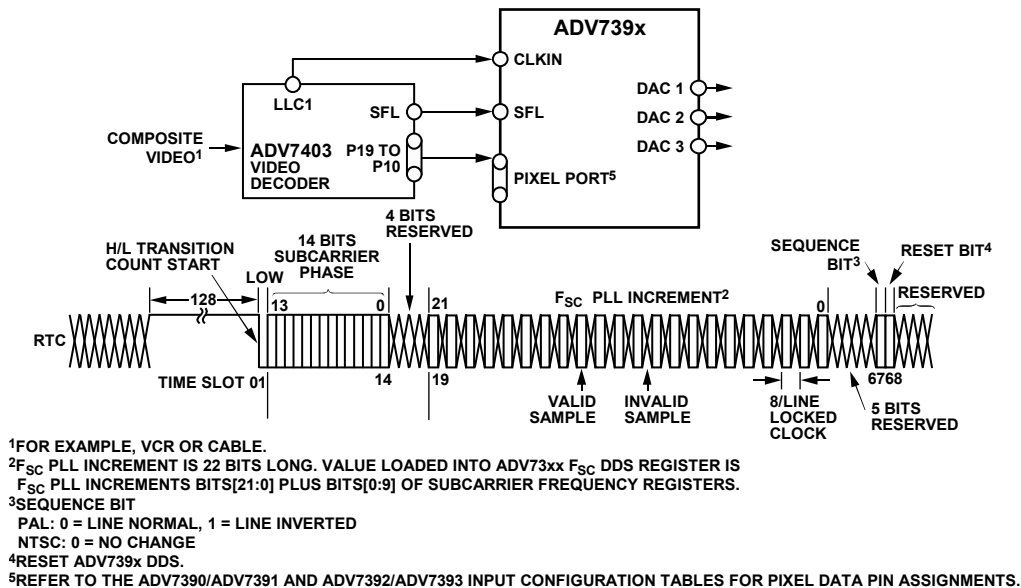 ADV739x
CLKIN
LLC1
DAC 1
SFL
SFL
DAC 2
COMPOSITE
VIDEO1
ADV7403
VIDEO
DECODER
P19 TO
P10
DAC 3
PIXEL PORT5
4 BITS
RESERVED
H/L TRANSITION
COUNT START
14 BITS
SUBCARRIER
PHASE
SEQUENCE
BIT3
RESET BIT4
LOW
128
13
0
21
FSC PLL INCREMENT2
0
RESERVED
RTC
TIME SLOT 01
14
19
6768
VALID
SAMPLE
INVALID
SAMPLE
8/LINE
LOCKED
CLOCK
5 BITS
RESERVED
1FOR EXAMPLE, VCR OR CABLE.
2FSC PLL INCREMENT IS 22 BITS LONG. VALUE LOADED INTO ADV73xx FSC DDS REGISTER IS
FSC PLL INCREMENTS BITS[21:0] PLUS BITS[0:9] OF SUBCARRIER FREQUENCY REGISTERS.
3SEQUENCE BIT
PAL: 0 = LINE NORMAL, 1 = LINE INVERTED
NTSC: 0 = NO CHANGE
4RESET ADV739x DDS.
5REFER TO THE ADV7390/ADV7391 AND ADV7392/ADV7393 INPUT CONFIGURATION TABLES FOR PIXEL DATA PIN ASSIGNMENTS.